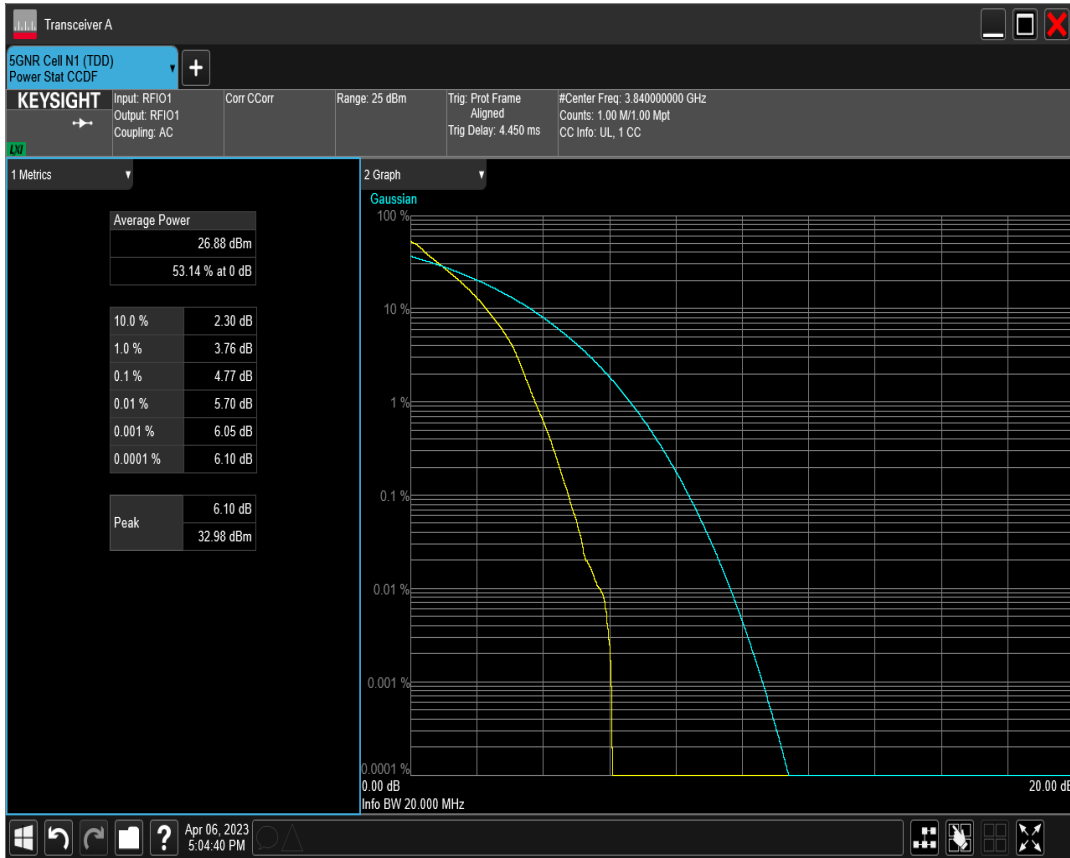 Transceiver A
5GNR Cell N1 (TDD)
Power Stat CCDF
+
KEYSIGHT
LXI
Input: RFIO1
Output: RFIO1
Coupling: AC
Corr CCorr
Range: 25 dBm
Trig: Prot Frame
Aligned
Trig Delay: 4.450 ms
#Center Freq: 3.840000000 GHz
Counts: 1.00 M/1.00 Mpt
CC Info: UL, 1 CC
1 Metrics
Average Power
26.88 dBm
53.14 % at 0 dB
10.0 % 2.30 dB
1.0 % 3.76 dB
0.1 % 4.77 dB
0.01 % 5.70 dB
0.001 % 6.05 dB
0.0001 % 6.10 dB
Peak
6.10 dB
32.98 dBm
2 Graph
Gaussian
100 %
10 %
1 %
0.1 %
0.01 %
0.001 %
0.0001 %
0.00 dB
20.00 dB
Info BW 20.000 MHz
?
Apr 06, 2023
5:04:40 PM